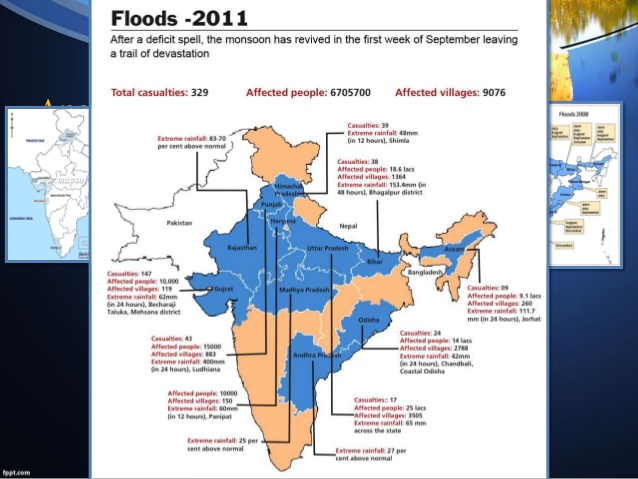 Floods -2011
After a deficit spell, the monsoon has revived in the first week of September leaving
a trail of devastation
Total casualties: 329 Affected people: 6705700 Affected villages: 9076
Extreme rainfall: 83-70
per cent above normal
Casualties: 39
Extreme rainfall: 48mm
(in 12 hours), Shimla
Casualties: 38
Affected people: 18.6 lacs
Affected villages: 1364
Extreme rainfall: 153.4mm (in
48 hours), Bhagalpur district
Himachal
Pradesh
Punjab
Haryana
Pakistan
Nepal
Rajasthan
Uttar Pradesh
Bihar
Assam
Bangladesh
Gujrat
Madhya Pradesh
Odisha
Andhra Pradesh
Casualties: 147
Affected people: 10,000
Affected villages: 119
Extreme rainfall: 62mm
(in 24 hours), Becharaji
Taluka, Mehsana district
Casualties: 09
Affected people: 9.1 lacs
Affected villages: 260
Extreme rainfall: 111.7
mm (in 24 hours), Jorhat
Casualties: 43
Affected people: 15000
Affected villages: 883
Extreme rainfall: 400mm
(in 24 hours), Ludhiana
Casualties: 24
Affected people: 14 lacs
Affected villages: 2788
Extreme rainfall: 42mm
(in 24 hours), Chandbali,
Coastal Odisha
Affected people: 10000
Affected villages: 150
Extreme rainfall: 60mm
(in 12 hours), Panipat
Casualties:: 17
Affected people: 25 lacs
Affected villages: 3505
Extreme rainfall: 65 mm
across the state
Extreme rainfall: 25 per
cent above normal
Extreme rainfall: 27 per
cent above normal
Floods 2008
fppt.com